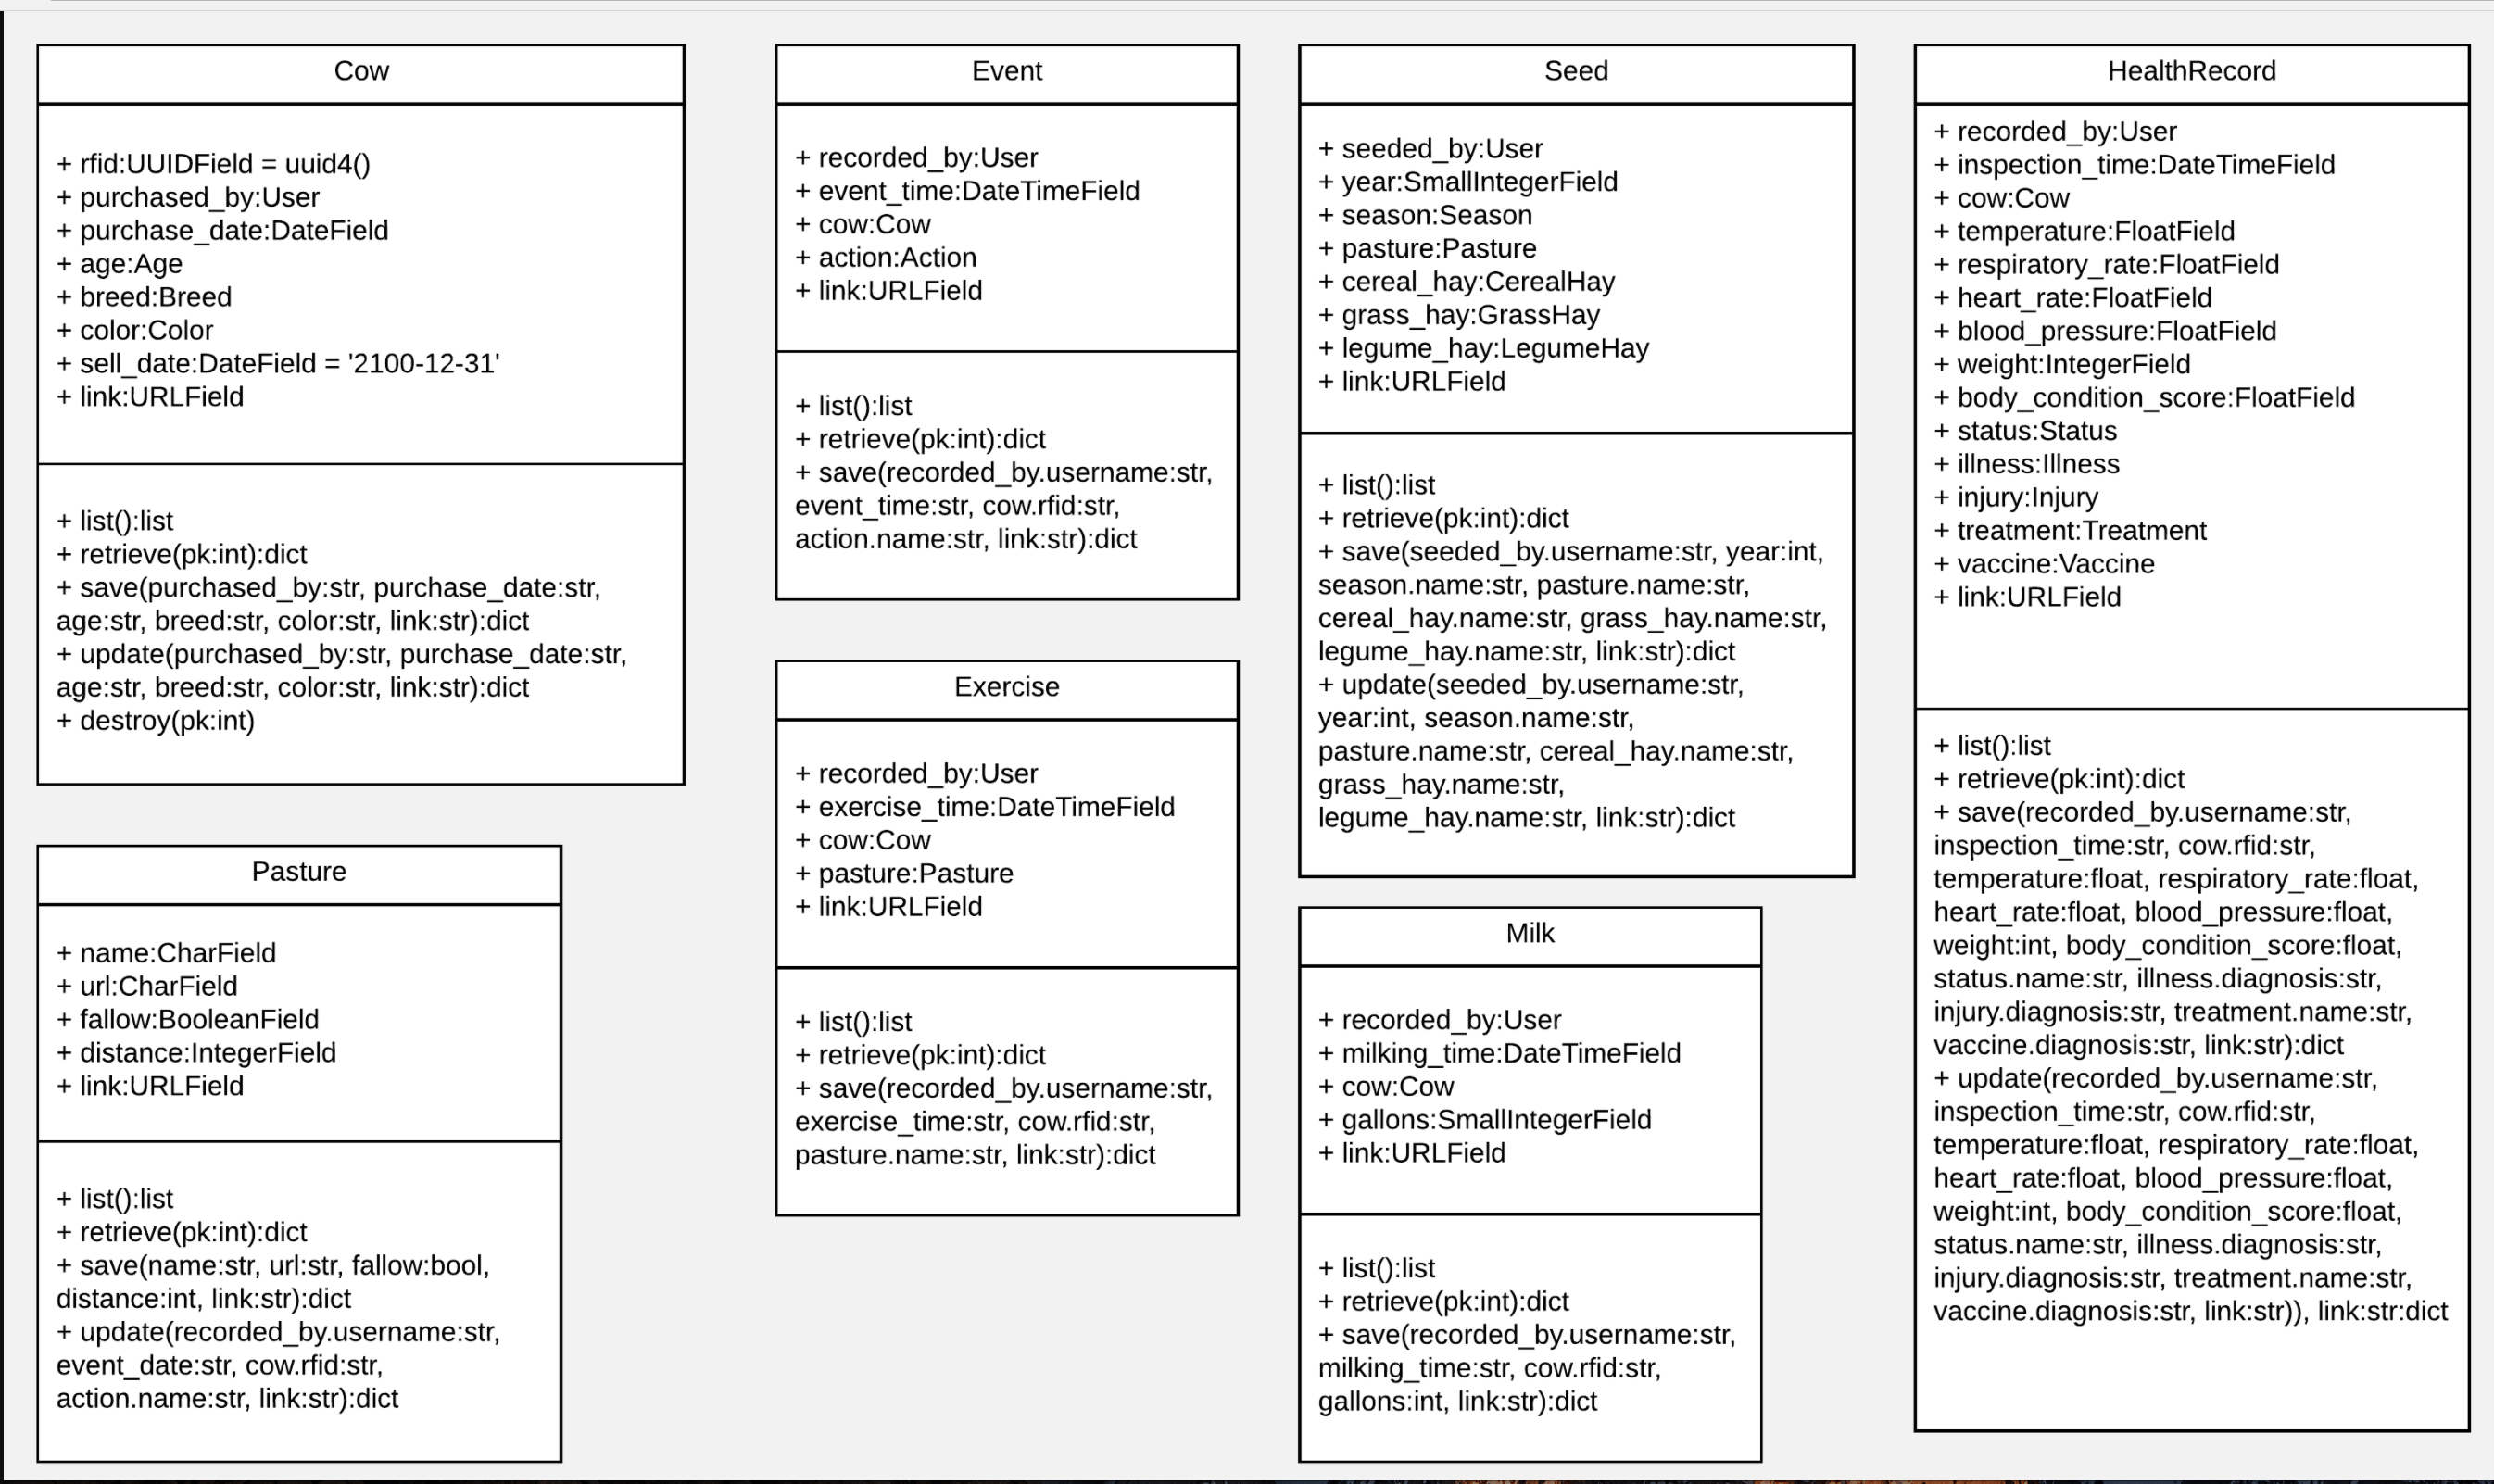 Cow
+ rfid:UUIDField = uuid4()
+ purchased_by:User
+ purchase_date:DateField
+ age:Age
+ breed:Breed
+ color:Color
+ sell_date:DateField = '2100-12-31'
+ link:URLField
+ list():list
+ retrieve(pk:int):dict
+ save(purchased_by:str, purchase_date:str,
age:str, breed:str, color:str, link:str):dict
+ update(purchased_by:str, purchase_date:str,
age:str, breed:str, color:str, link:str):dict
+ destroy(pk:int)
Pasture
+ name:CharField
+ url:CharField
+ fallow:BooleanField
+ distance:IntegerField
+ link:URLField
+ list():list
+ retrieve(pk:int):dict
+ save(name:str, url:str, fallow:bool,
distance:int, link:str):dict
+ update(recorded_by.username:str,
event_date:str, cow.rfid:str,
action.name:str, link:str):dict
Event
+ recorded_by:User
+ event_time:DateTimeField
+ cow:Cow
+ action:Action
+ link:URLField
+ list():list
+ retrieve(pk:int):dict
+ save(recorded_by.username:str,
event_time:str, cow.rfid:str,
action.name:str, link:str):dict
Exercise
+ recorded_by:User
+ exercise_time:DateTimeField
+ cow:Cow
+ pasture:Pasture
+ link:URLField
+ list():list
+ retrieve(pk:int):dict
+ save(recorded_by.username:str,
exercise_time:str, cow.rfid:str,
pasture.name:str, link:str):dict
Seed
+ seeded_by:User
+ year:SmallIntegerField
+ season:Season
+ pasture:Pasture
+ cereal_hay:CerealHay
+ grass_hay:GrassHay
+ legume_hay:LegumeHay
+ link:URLField
+ list():list
+ retrieve(pk:int):dict
+ save(seeded_by.username:str, year:int,
season.name:str, pasture.name:str,
cereal_hay.name:str, grass_hay.name:str,
legume_hay.name:str, link:str):dict
+ update(seeded_by.username:str,
year:int, season.name:str,
pasture.name:str, cereal_hay.name:str,
grass_hay.name:str,
legume_hay.name:str, link:str):dict
Milk
+ recorded_by:User
+ milking_time:DateTimeField
+ cow:Cow
+ gallons:SmallIntegerField
+ link:URLField
+ list():list
+ retrieve(pk:int):dict
+ save(recorded_by.username:str,
milking_time:str, cow.rfid:str,
gallons:int, link:str):dict
HealthRecord
+ recorded_by:User
+ inspection_time:DateTimeField
+ cow:Cow
+ temperature:FloatField
+ respiratory_rate:FloatField
+ heart_rate:FloatField
+ blood_pressure:FloatField
+ weight:IntegerField
+ body_condition_score:FloatField
+ status:Status
+ illness:Illness
+ injury:Injury
+ treatment:Treatment
+ vaccine:Vaccine
+ link:URLField
+ list():list
+ retrieve(pk:int):dict
+ save(recorded_by.username:str,
inspection_time:str, cow.rfid:str,
temperature:float, respiratory_rate:float,
heart_rate:float, blood_pressure:float,
weight:int, body_condition_score:float,
status.name:str, illness.diagnosis:str,
injury.diagnosis:str, treatment.name:str,
vaccine.diagnosis:str, link:str):dict
+ update(recorded_by.username:str,
inspection_time:str, cow.rfid:str,
temperature:float, respiratory_rate:float,
heart_rate:float, blood_pressure:float,
weight:int, body_condition_score:float,
status.name:str, illness.diagnosis:str,
injury.diagnosis:str, treatment.name:str,
vaccine.diagnosis:str, link:str)), link:str:dict